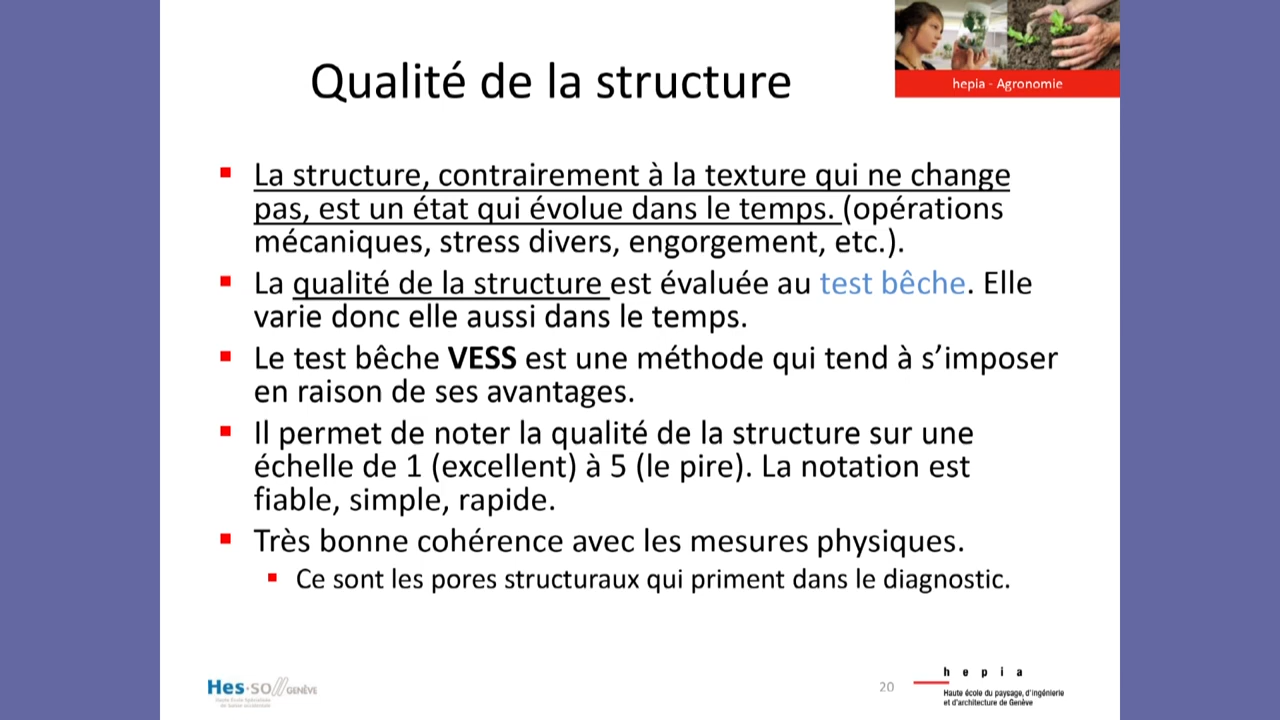 hepia - Agronomie
Qualité de la structure
La structure, contrairement à la texture qui ne change
pas, est un état qui évolue dans le temps. (opérations
mécaniques, stress divers, engorgement, etc.).
La qualité de la structure est évaluée au test bêche. Elle
varie donc elle aussi dans le temps.
Le test bêche VESS est une méthode qui tend à s’imposer
en raison de ses avantages.
Il permet de noter la qualité de la structure sur une
échelle de 1 (excellent) à 5 (le pire). La notation est
fiable, simple, rapide.
Très bonne cohérence avec les mesures physiques.
Ce sont les pores structuraux qui priment dans le diagnostic.
Hes·so//GENÈVE
Haute Ecole Spécialisée
de Suisse occidentale
20
h e p i a
Haute école du paysage, d'ingénierie
et d'architecture de Genève